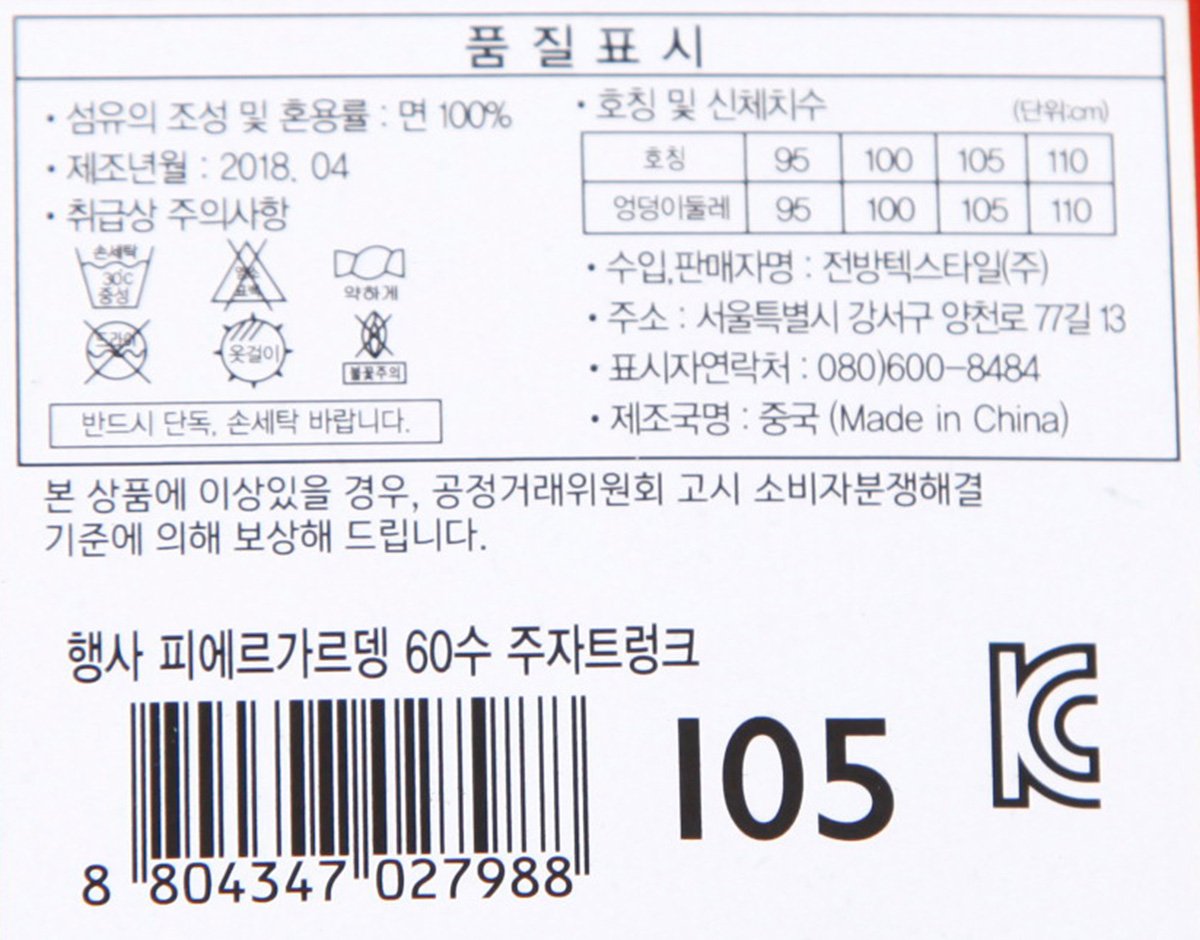 품 질 표 시
· 섬유의 조성 및 혼용률 : 면 100%
· 제조년월 : 2018. 04
· 취급상 주의사항
손세탁
30℃
중성
염소
표백
약하게
드라이
옷걸이
불꽃주의
반드시 단독, 손세탁 바랍니다.
· 호칭 및 신체치수 (단위:cm)
호칭 95 100 105 110
엉덩이둘레 95 100 105 110
· 수입,판매자명 : 전방텍스타일(주)
· 주소 : 서울특별시 강서구 양천로 77길 13
· 표시자연락처 : 080)600-8484
· 제조국명 : 중국 (Made in China)
본 상품에 이상있을 경우, 공정거래위원회 고시 소비자분쟁해결
기준에 의해 보상해 드립니다.
행사 피에르가르뎅 60수 주자트렁크
8 804347 027988
105
KC